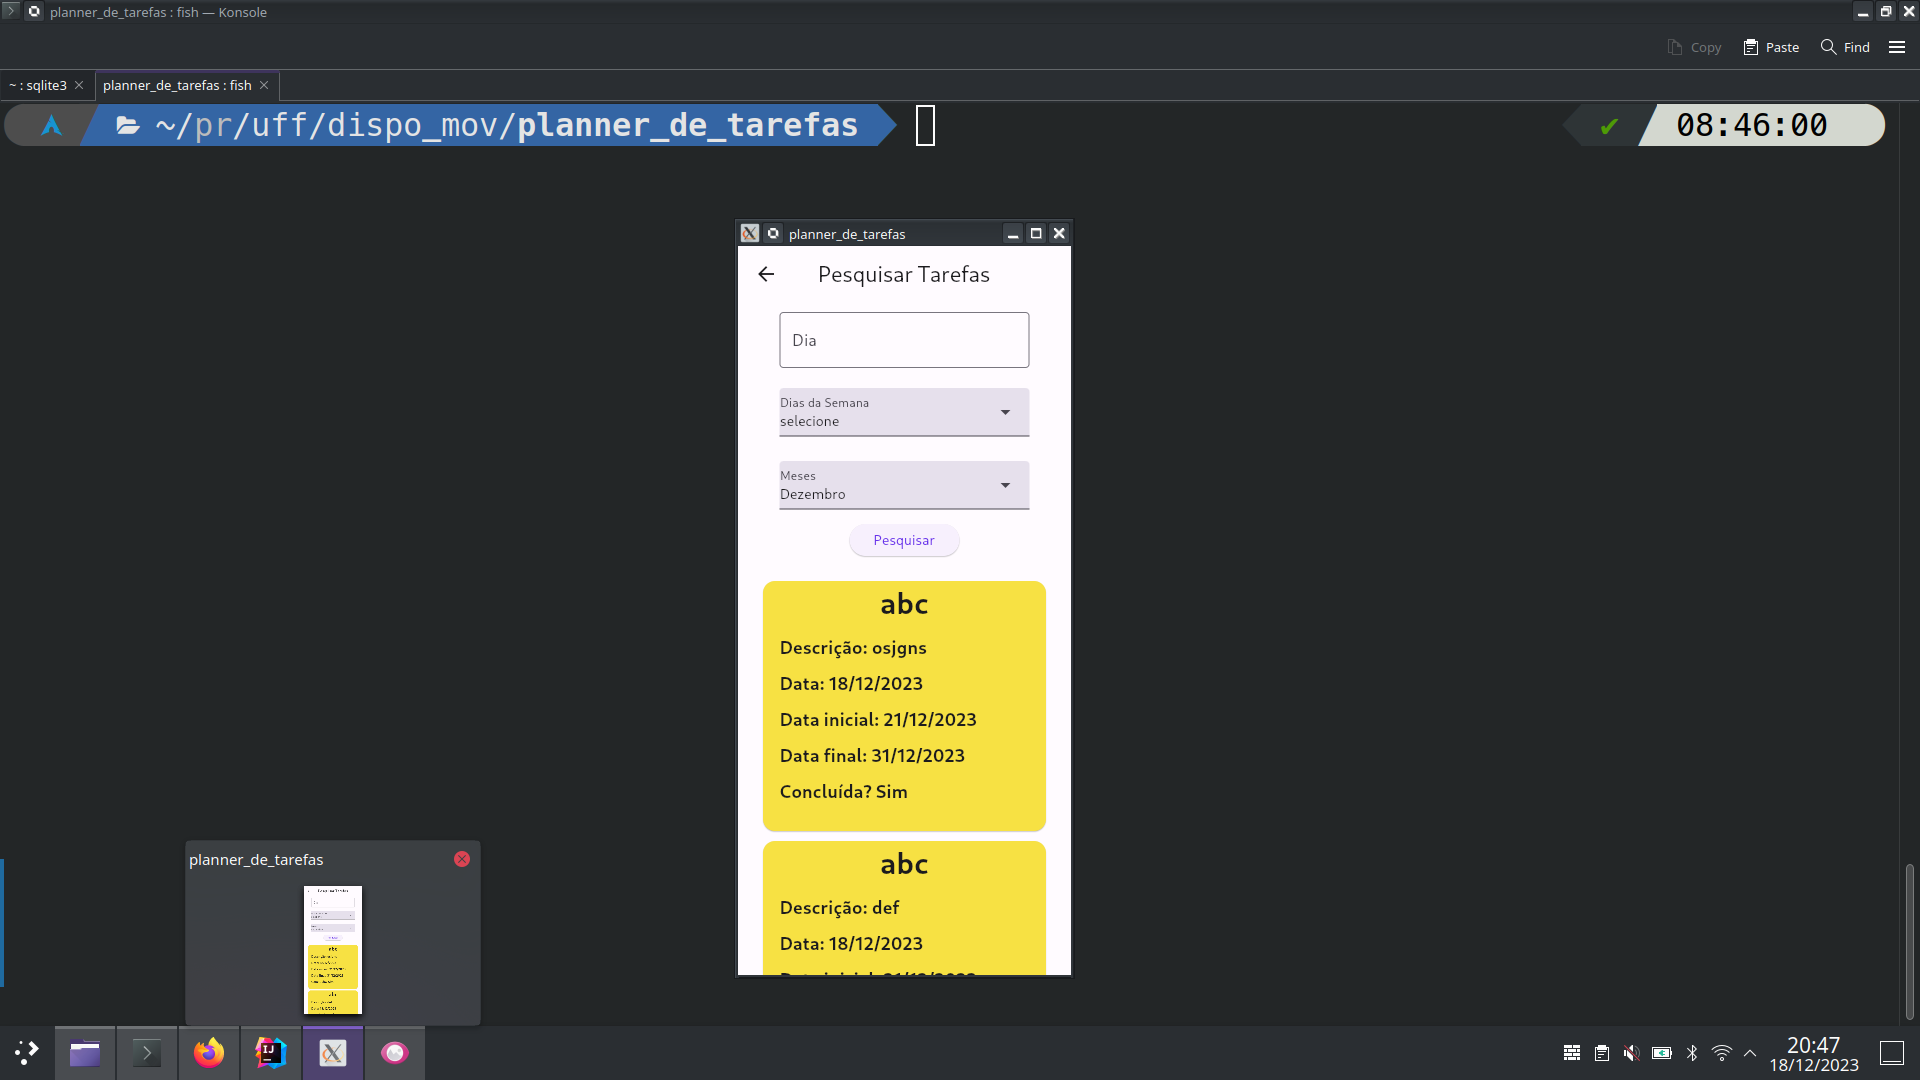 planner_de_tarefas : fish — Konsole
Copy
Paste
Find
~ : sqlite3
planner_de_tarefas : fish
~/pr/uff/dispo_mov/planner_de_tarefas
08:46:00
planner_de_tarefas
Pesquisar Tarefas
Dia
Dias da Semana
selecione
Meses
Dezembro
Pesquisar
abc
Descrição: osjgns
Data: 18/12/2023
Data inicial: 21/12/2023
Data final: 31/12/2023
Concluída? Sim
abc
Descrição: def
Data: 18/12/2023
planner_de_tarefas
20:47
18/12/2023